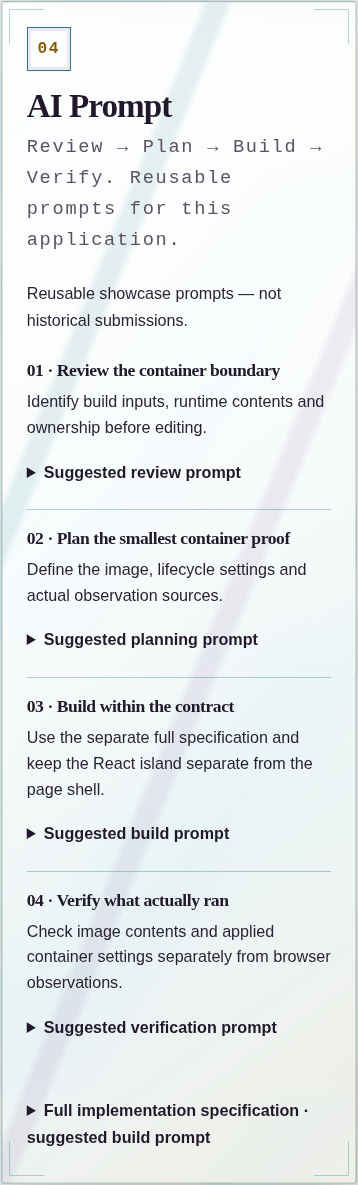 04
AI Prompt
Review → Plan → Build →
Verify. Reusable
prompts for this
application.
Reusable showcase prompts — not
historical submissions.
01 · Review the container boundary
Identify build inputs, runtime contents and
ownership before editing.
▶ Suggested review prompt
02 · Plan the smallest container proof
Define the image, lifecycle settings and
actual observation sources.
▶ Suggested planning prompt
03 · Build within the contract
Use the separate full specification and
keep the React island separate from the
page shell.
▶ Suggested build prompt
04 · Verify what actually ran
Check image contents and applied
container settings separately from browser
observations.
▶ Suggested verification prompt
▶ Full implementation specification ·
suggested build prompt